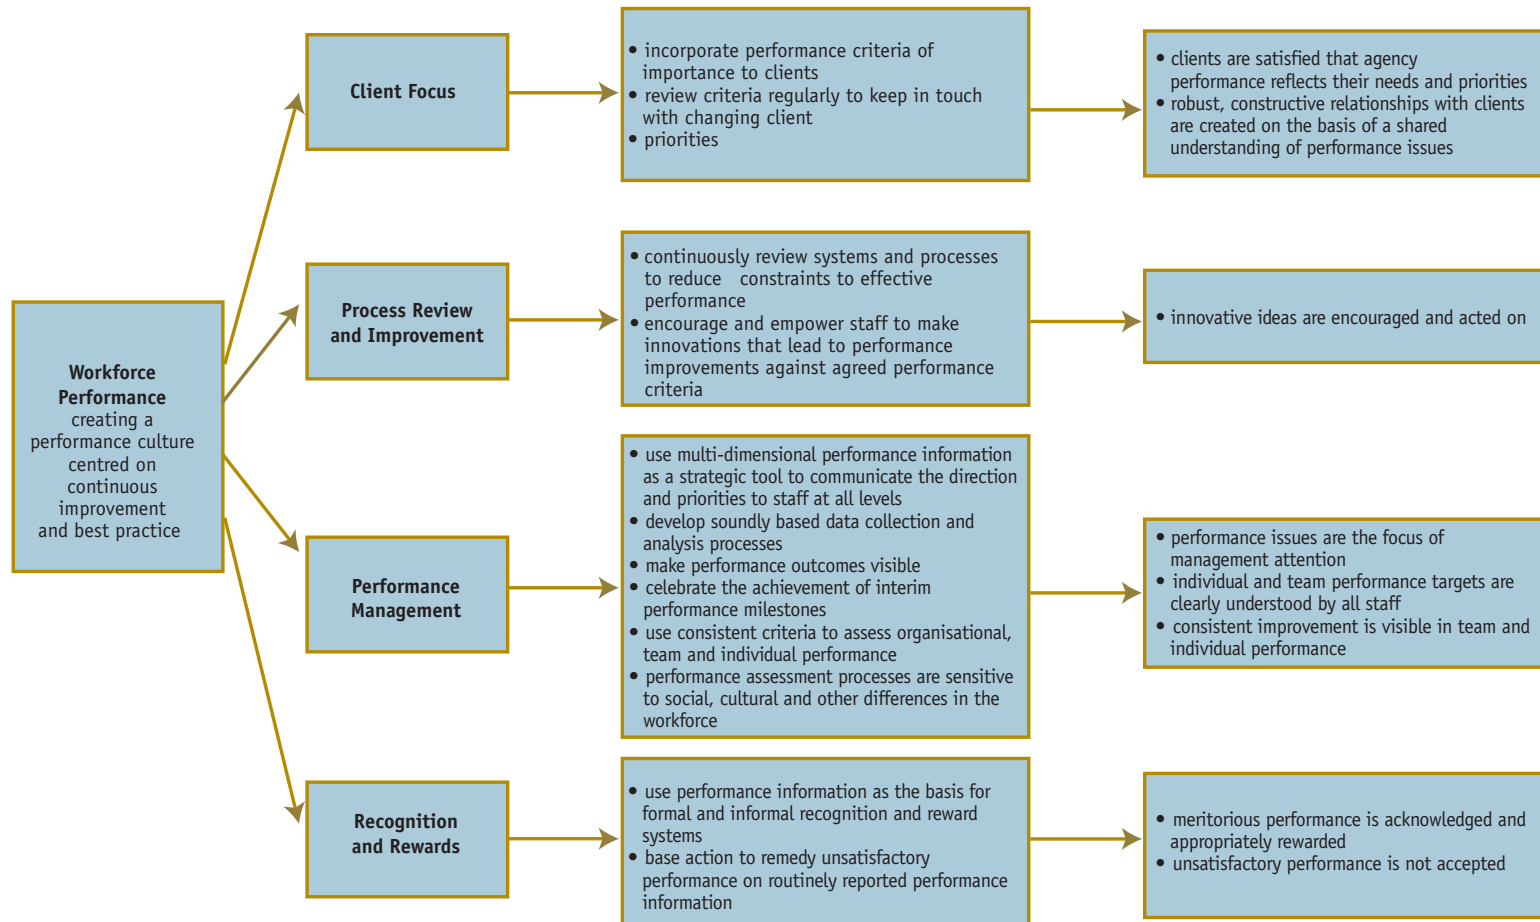 Workforce
Performance
creating a
performance culture
centred on
continuous
improvement
and best practice
Client Focus
• incorporate performance criteria of
importance to clients
• review criteria regularly to keep in touch
with changing client
• priorities
• clients are satisfied that agency
performance reflects their needs and priorities
• robust, constructive relationships with clients
are created on the basis of a shared
understanding of performance issues
Process Review
and Improvement
• continuously review systems and processes
to reduce constraints to effective
performance
• encourage and empower staff to make
innovations that lead to performance
improvements against agreed performance
criteria
• innovative ideas are encouraged and acted on
Performance
Management
• use multi-dimensional performance information
as a strategic tool to communicate the direction
and priorities to staff at all levels
• develop soundly based data collection and
analysis processes
• make performance outcomes visible
• celebrate the achievement of interim
performance milestones
• use consistent criteria to assess organisational,
team and individual performance
• performance assessment processes are sensitive
to social, cultural and other differences in the
workforce
• performance issues are the focus of
management attention
• individual and team performance targets are
clearly understood by all staff
• consistent improvement is visible in team and
individual performance
Recognition
and Rewards
• use performance information as the basis for
formal and informal recognition and reward
systems
• base action to remedy unsatisfactory
performance on routinely reported performance
information
• meritorious performance is acknowledged and
appropriately rewarded
• unsatisfactory performance is not accepted